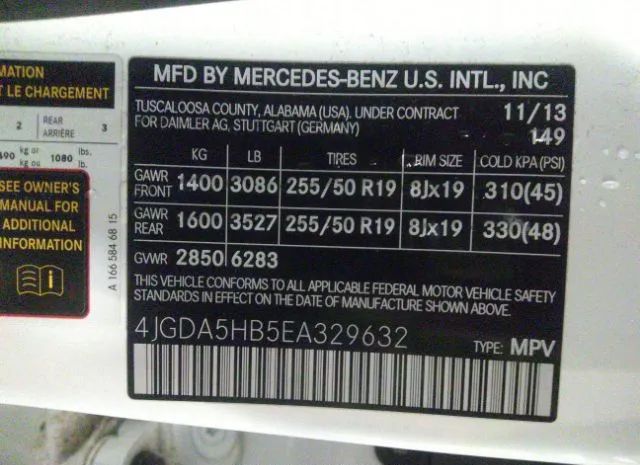 MATION
T LE CHARGEMENT
2 REAR ARRIÈRE 3
490 kg or kg ou 1080 lbs. lb.
SEE OWNER'S
MANUAL FOR
ADDITIONAL
INFORMATION
A 166 584 68 15
MFD BY MERCEDES-BENZ U.S. INTL., INC
TUSCALOOSA COUNTY, ALABAMA (USA). UNDER CONTRACT 11/13
FOR DAIMLER AG, STUTTGART (GERMANY) 149
KG LB TIRES RIM SIZE COLD KPA (PSI)
GAWR FRONT 1400 3086 255/50 R19 8Jx19 310(45)
GAWR REAR 1600 3527 255/50 R19 8Jx19 330(48)
GVWR 2850 6283
THIS VEHICLE CONFORMS TO ALL APPLICABLE FEDERAL MOTOR VEHICLE SAFETY
STANDARDS IN EFFECT ON THE DATE OF MANUFACTURE SHOWN ABOVE.
4JGDA5HB5EA329632
TYPE: MPV